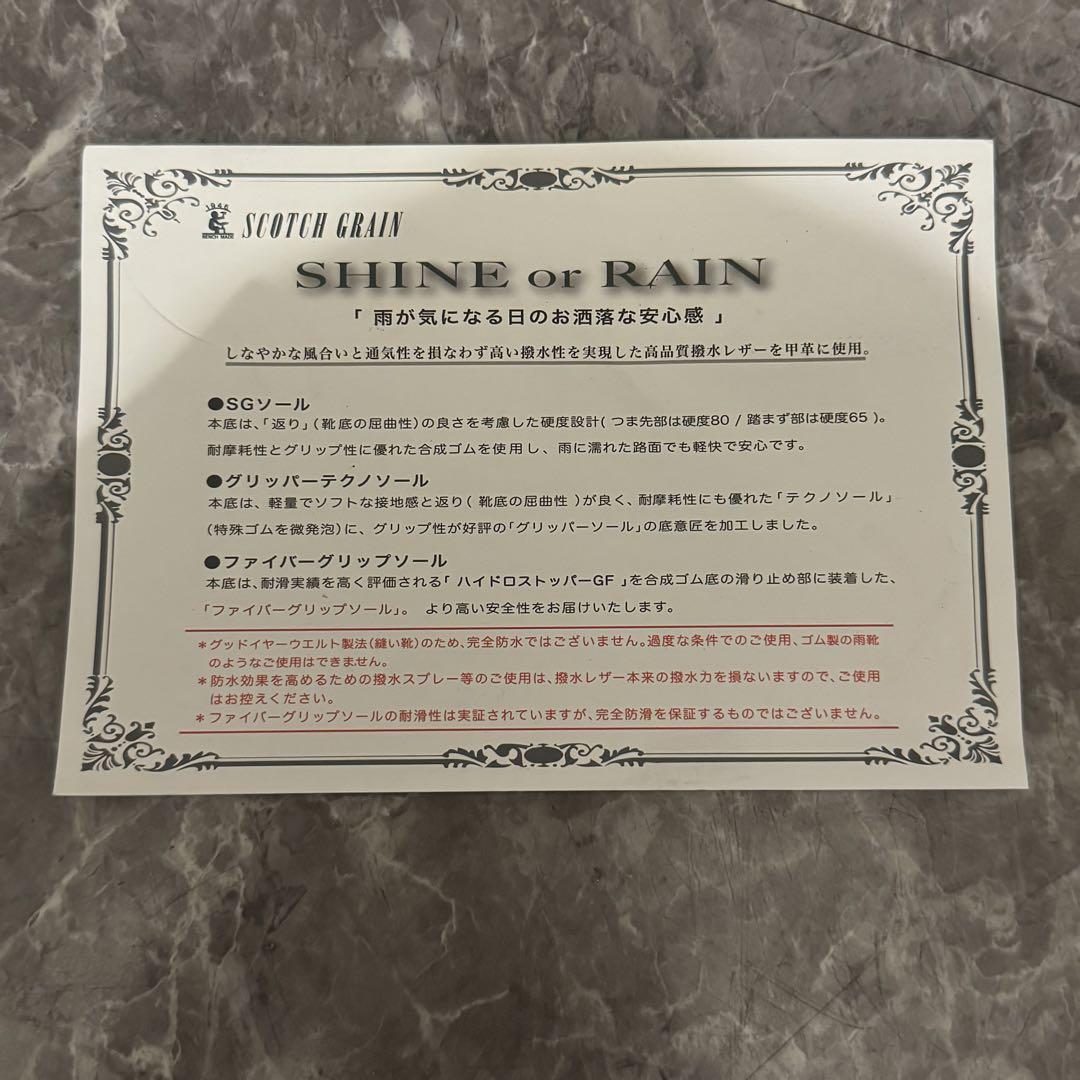 1946
BENCH MADE
SCOTCH GRAIN
SHINE or RAIN
「 雨が気になる日のお洒落な安心感 」
しなやかな風合いと通気性を損なわず高い撥水性を実現した高品質撥水レザーを甲革に使用。
●SGソール
本底は、「返り」（靴底の屈曲性）の良さを考慮した硬度設計( つま先部は硬度80 / 踏まず部は硬度65 )。
耐摩耗性とグリップ性に優れた合成ゴムを使用し、雨に濡れた路面でも軽快で安心です。
●グリッパーテクノソール
本底は、軽量でソフトな接地感と返り( 靴底の屈曲性 )が良く、耐摩耗性にも優れた「テクノソール」
(特殊ゴムを微発泡)に、グリップ性が好評の「グリッパーソール」の底意匠を加工しました。
●ファイバーグリップソール
本底は、耐滑実績を高く評価される「 ハイドロストッパーGF 」を合成ゴム底の滑り止め部に装着した、
「ファイバーグリップソール」。 より高い安全性をお届けいたします。
＊グッドイヤーウエルト製法（縫い靴）のため、完全防水ではございません。過度な条件でのご使用、ゴム製の雨靴
のようなご使用はできません。
＊防水効果を高めるための撥水スプレー等のご使用は、撥水レザー本来の撥水力を損ないますので、ご使用
はお控えください。
＊ファイバーグリップソールの耐滑性は実証されていますが、完全防滑を保証するものではございません。